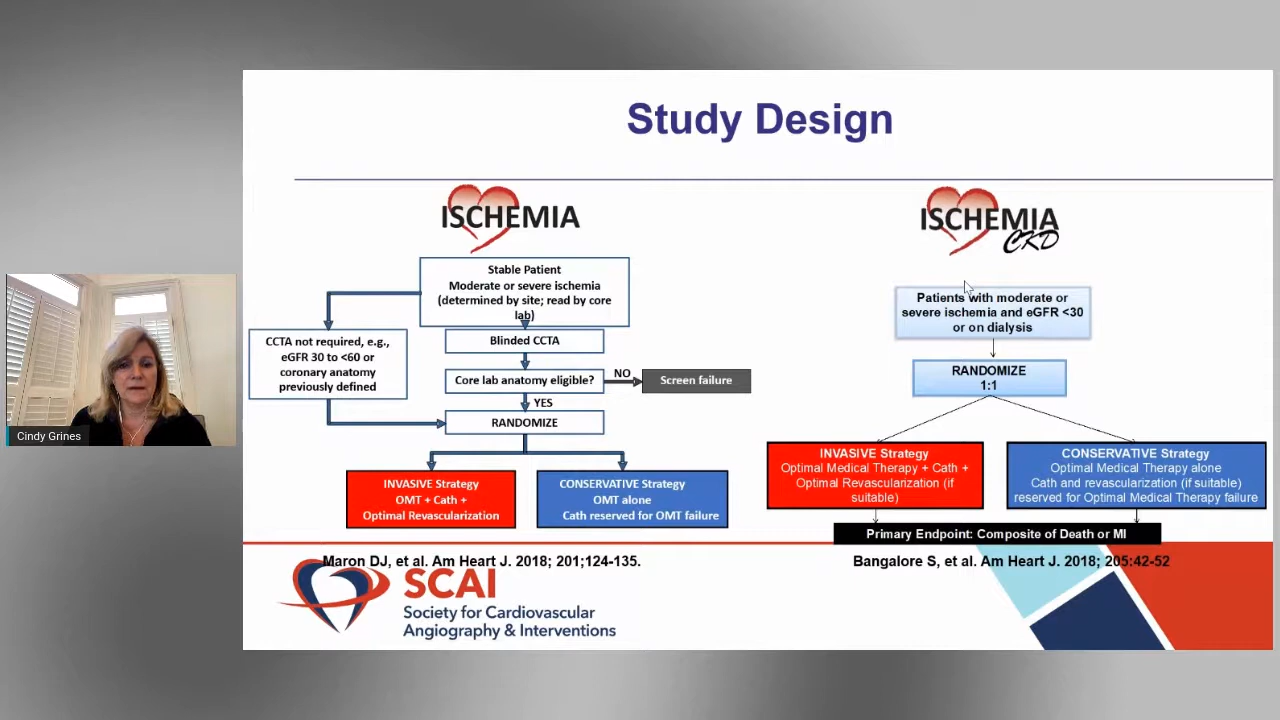 Study Design
ISCHEMIA
Stable Patient
Moderate or severe ischemia
(determined by site; read by core
lab)
CCTA not required, e.g.,
eGFR 30 to <60 or
coronary anatomy
previously defined
Blinded CCTA
Core lab anatomy eligible?
NO
Screen failure
YES
RANDOMIZE
INVASIVE Strategy
OMT + Cath +
Optimal Revascularization
CONSERVATIVE Strategy
OMT alone
Cath reserved for OMT failure
Maron DJ, et al. Am Heart J. 2018; 201;124-135.
ISCHEMIA
CKD
Patients with moderate or
severe ischemia and eGFR <30
or on dialysis
RANDOMIZE
1:1
INVASIVE Strategy
Optimal Medical Therapy + Cath +
Optimal Revascularization (if
suitable)
CONSERVATIVE Strategy
Optimal Medical Therapy alone
Cath and revascularization (if suitable)
reserved for Optimal Medical Therapy failure
Primary Endpoint: Composite of Death or MI
Bangalore S, et al. Am Heart J. 2018; 205:42-52
SCAI
Society for Cardiovascular
Angiography & Interventions
Cindy Grines